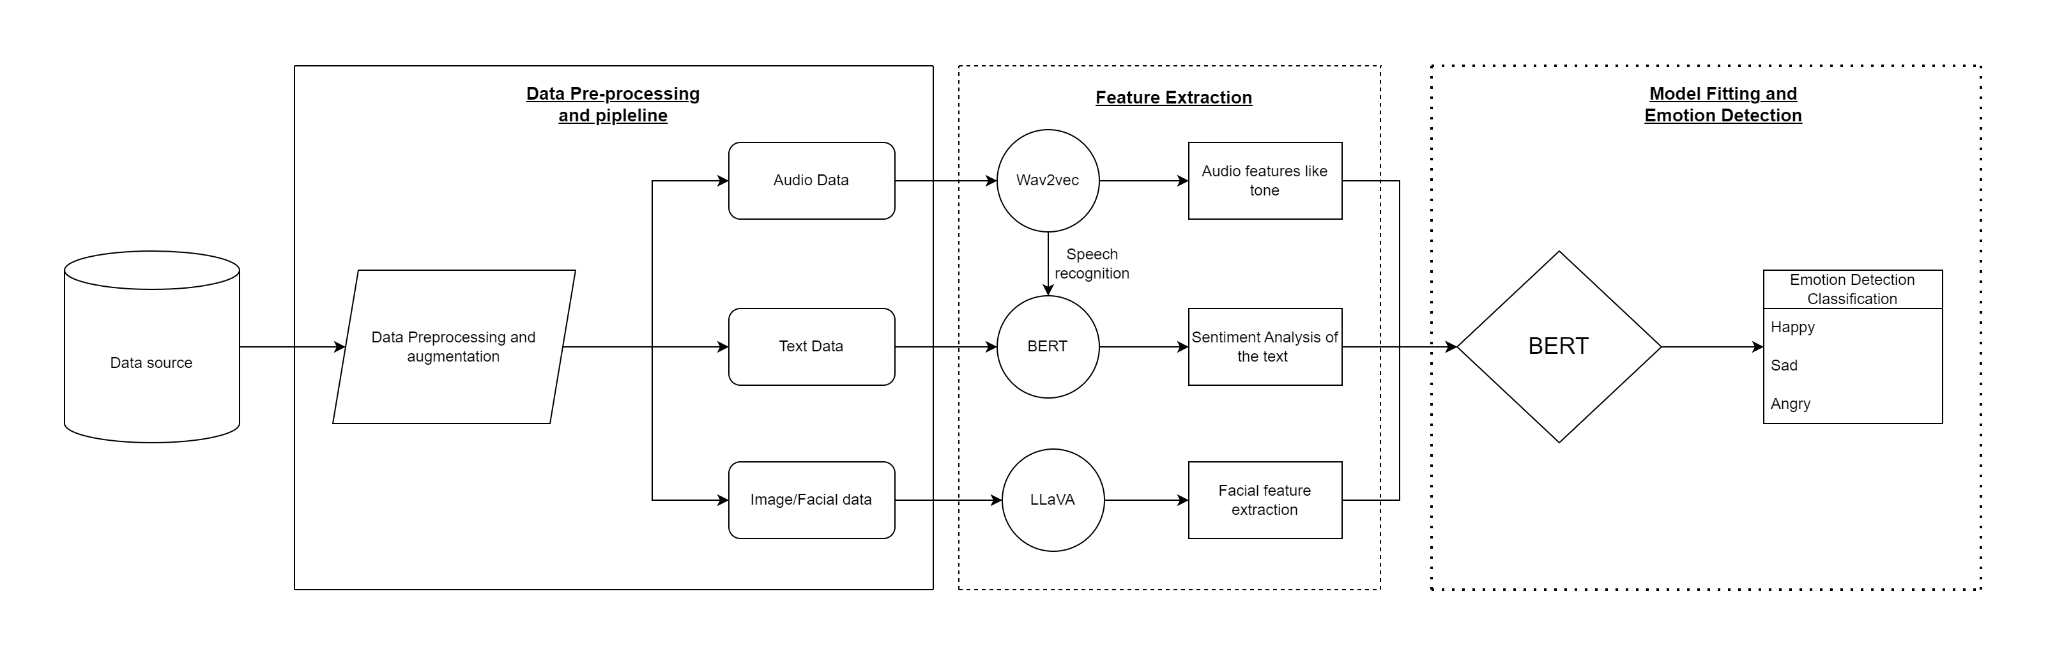 Data Pre-processing
and pipleline
Feature Extraction
Model Fitting and
Emotion Detection
Data source
Data Preprocessing and
augmentation
Audio Data
Text Data
Image/Facial data
Wav2vec
Speech
recognition
BERT
LLaVA
Audio features like
tone
Sentiment Analysis of
the text
Facial feature
extraction
BERT
Emotion Detection
Classification
Happy
Sad
Angry